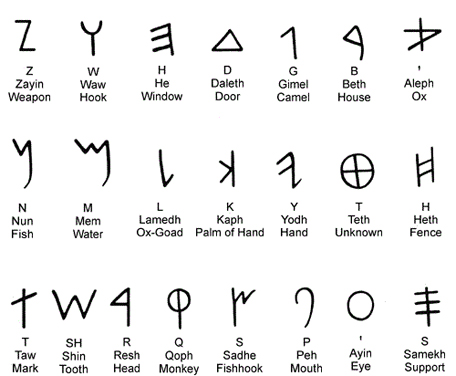 𐤀 𐤁 𐤂 𐤃 𐤄 𐤅 𐤆
Z W H D G B '
Zayin Waw He Daleth Gimel Beth Aleph
Weapon Hook Window Door Camel House Ox
𐤇 𐤈 𐤉 𐤊 𐤋 𐤌 𐤍
N M L K Y T H
Nun Mem Lamedh Kaph Yodh Teth Heth
Fish Water Ox-Goad Palm of Hand Hand Unknown Fence
𐤎 𐤏 𐤐 𐤑 𐤒 𐤓 𐤔 𐤕
T SH R Q S P ' S
Taw Shin Resh Qoph Sadhe Peh Ayin Samekh
Mark Tooth Head Monkey Fishhook Mouth Eye Support